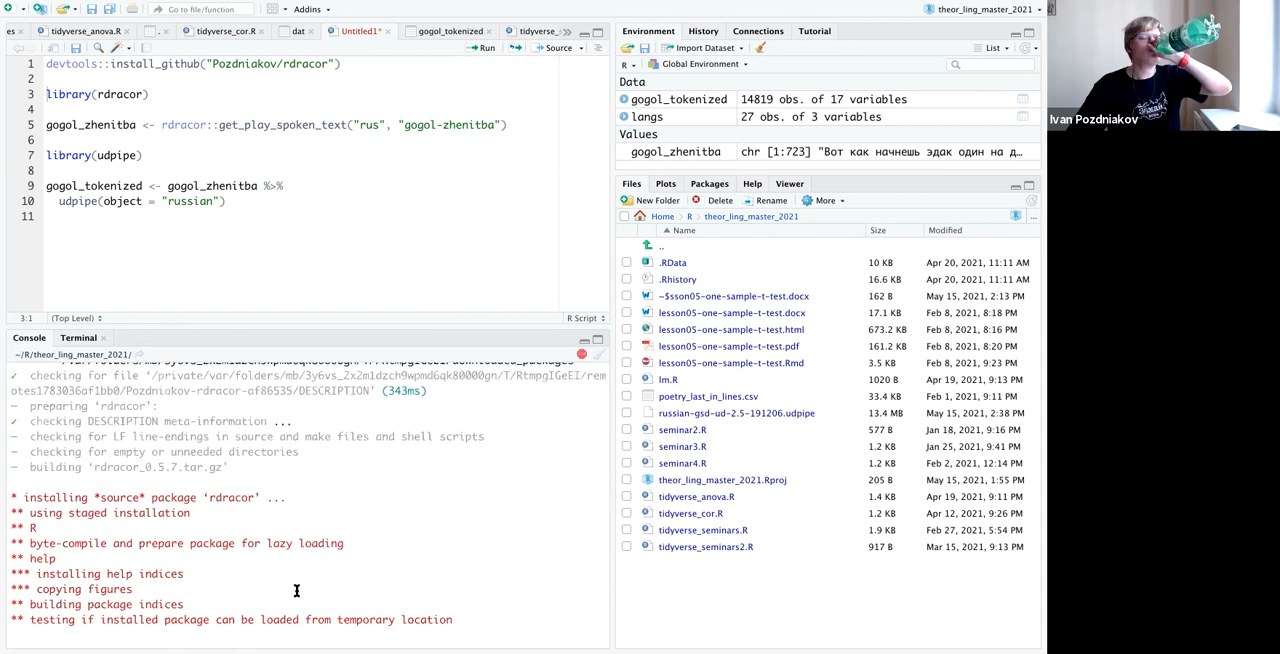 Go to file/function
Addins
theor_ling_master_2021
es
tidyverse_anova.R
tidyverse_cor.R
dat
Untitled1*
gogol_tokenized
tidyverse_
Run
Source
1 devtools::install_github("Pozdniakov/rdracor")
2
3 library(rdracor)
4
5 gogol_zhenitba <- rdracor::get_play_spoken_text("rus", "gogol-zhenitba")
6
7 library(udpipe)
8
9 gogol_tokenized <- gogol_zhenitba %>%
10 udpipe(object = "russian")
11
3:1 (Top Level) R Script
Console Terminal
~/R/theor_ling_master_2021/
✓ checking for file ‘/private/var/folders/mb/3y6vs_2x2m1dzch9wpmd6qk80000gn/T/RtmpgIGeEI/rem
otes1783036af1bb0/Pozdniakov-rdracor-af86535/DESCRIPTION’ (343ms)
─ preparing ‘rdracor’:
✓ checking DESCRIPTION meta-information ...
─ checking for LF line-endings in source and make files and shell scripts
─ checking for empty or unneeded directories
─ building ‘rdracor_0.5.7.tar.gz’
* installing *source* package ‘rdracor’ ...
** using staged installation
** R
** byte-compile and prepare package for lazy loading
** help
*** installing help indices
*** copying figures
** building package indices
** testing if installed package can be loaded from temporary location
Environment History Connections Tutorial
Import Dataset
List
R Global Environment
Data
gogol_tokenized 14819 obs. of 17 variables
langs 27 obs. of 3 variables
Values
gogol_zhenitba chr [1:723] "Вот как начнешь эдак один на д…
Files Plots Packages Help Viewer
New Folder Delete Rename More
Home R theor_ling_master_2021 ...
Name Size Modified
..
.RData 10 KB Apr 20, 2021, 11:11 AM
.Rhistory 16.6 KB Apr 20, 2021, 11:11 AM
~$sson05-one-sample-t-test.docx 162 B May 15, 2021, 2:13 PM
lesson05-one-sample-t-test.docx 17.1 KB Feb 8, 2021, 8:18 PM
lesson05-one-sample-t-test.html 673.2 KB Feb 8, 2021, 8:16 PM
lesson05-one-sample-t-test.pdf 161.2 KB Feb 8, 2021, 8:20 PM
lesson05-one-sample-t-test.Rmd 3.5 KB Feb 8, 2021, 9:23 PM
lm.R 1020 B Apr 19, 2021, 9:13 PM
poetry_last_in_lines.csv 33.4 KB Feb 1, 2021, 9:11 PM
russian-gsd-ud-2.5-191206.udpipe 13.4 MB May 15, 2021, 2:38 PM
seminar2.R 577 B Jan 18, 2021, 9:16 PM
seminar3.R 1.2 KB Jan 25, 2021, 9:41 PM
seminar4.R 1.2 KB Feb 2, 2021, 12:14 PM
theor_ling_master_2021.Rproj 205 B May 15, 2021, 1:55 PM
tidyverse_anova.R 1.4 KB Apr 19, 2021, 9:11 PM
tidyverse_cor.R 1.2 KB Apr 12, 2021, 9:26 PM
tidyverse_seminars.R 1.9 KB Feb 27, 2021, 5:54 PM
tidyverse_seminars2.R 917 B Mar 15, 2021, 9:13 PM
Ivan Pozdniakov